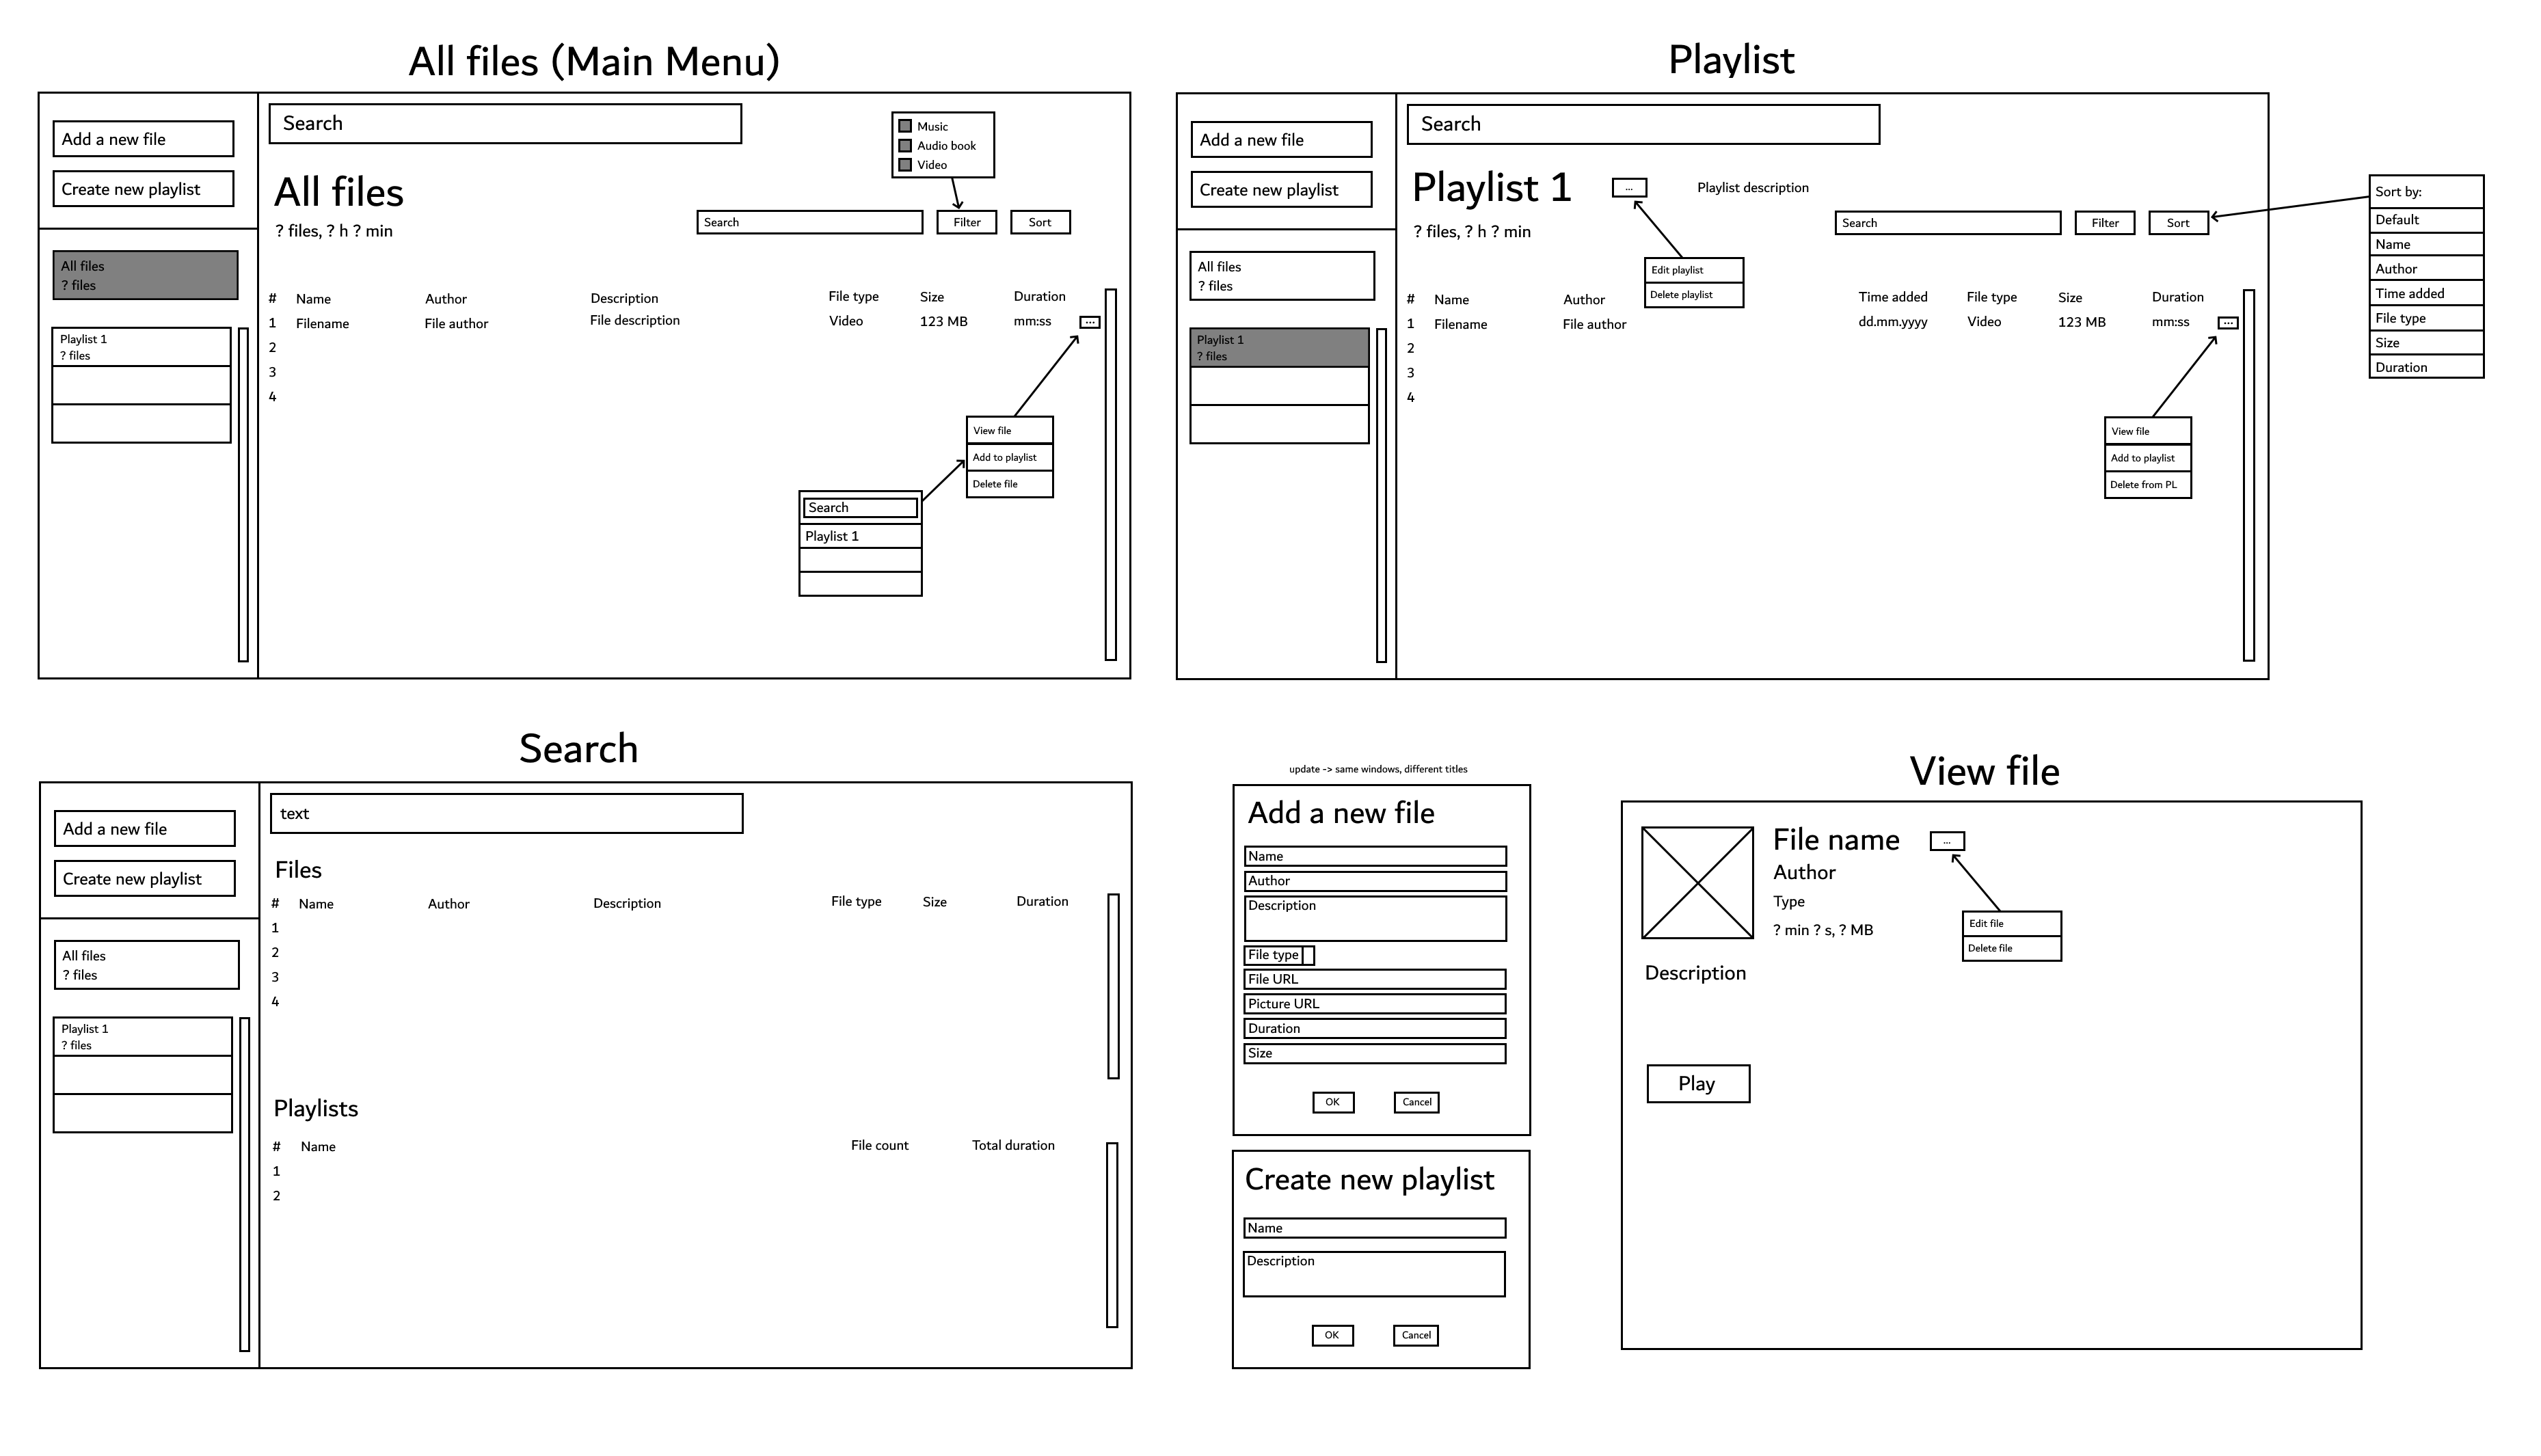 All files (Main Menu)
Add a new file
Create new playlist
All files
? files
Playlist 1
? files
Search
Music
Audio book
Video
All files
? files, ? h ? min
Search
Filter
Sort
# Name Author Description File type Size Duration
1 Filename File author File description Video 123 MB mm:ss ...
2
3
4
View file
Add to playlist
Delete file
Search
Playlist 1
Playlist
Add a new file
Create new playlist
All files
? files
Playlist 1
? files
Search
Playlist 1 ... Playlist description
? files, ? h ? min
Search
Filter
Sort
Edit playlist
Delete playlist
# Name Author Time added File type Size Duration
1 Filename File author dd.mm.yyyy Video 123 MB mm:ss ...
2
3
4
View file
Add to playlist
Delete from PL
Sort by:
Default
Name
Author
Time added
File type
Size
Duration
Search
Add a new file
Create new playlist
All files
? files
Playlist 1
? files
text
Files
# Name Author Description File type Size Duration
1
2
3
4
Playlists
# Name File count Total duration
1
2
update -> same windows, different titles
Add a new file
Name
Author
Description
File type
File URL
Picture URL
Duration
Size
OK Cancel
Create new playlist
Name
Description
OK Cancel
View file
File name ...
Author
Type
? min ? s, ? MB
Edit file
Delete file
Description
Play